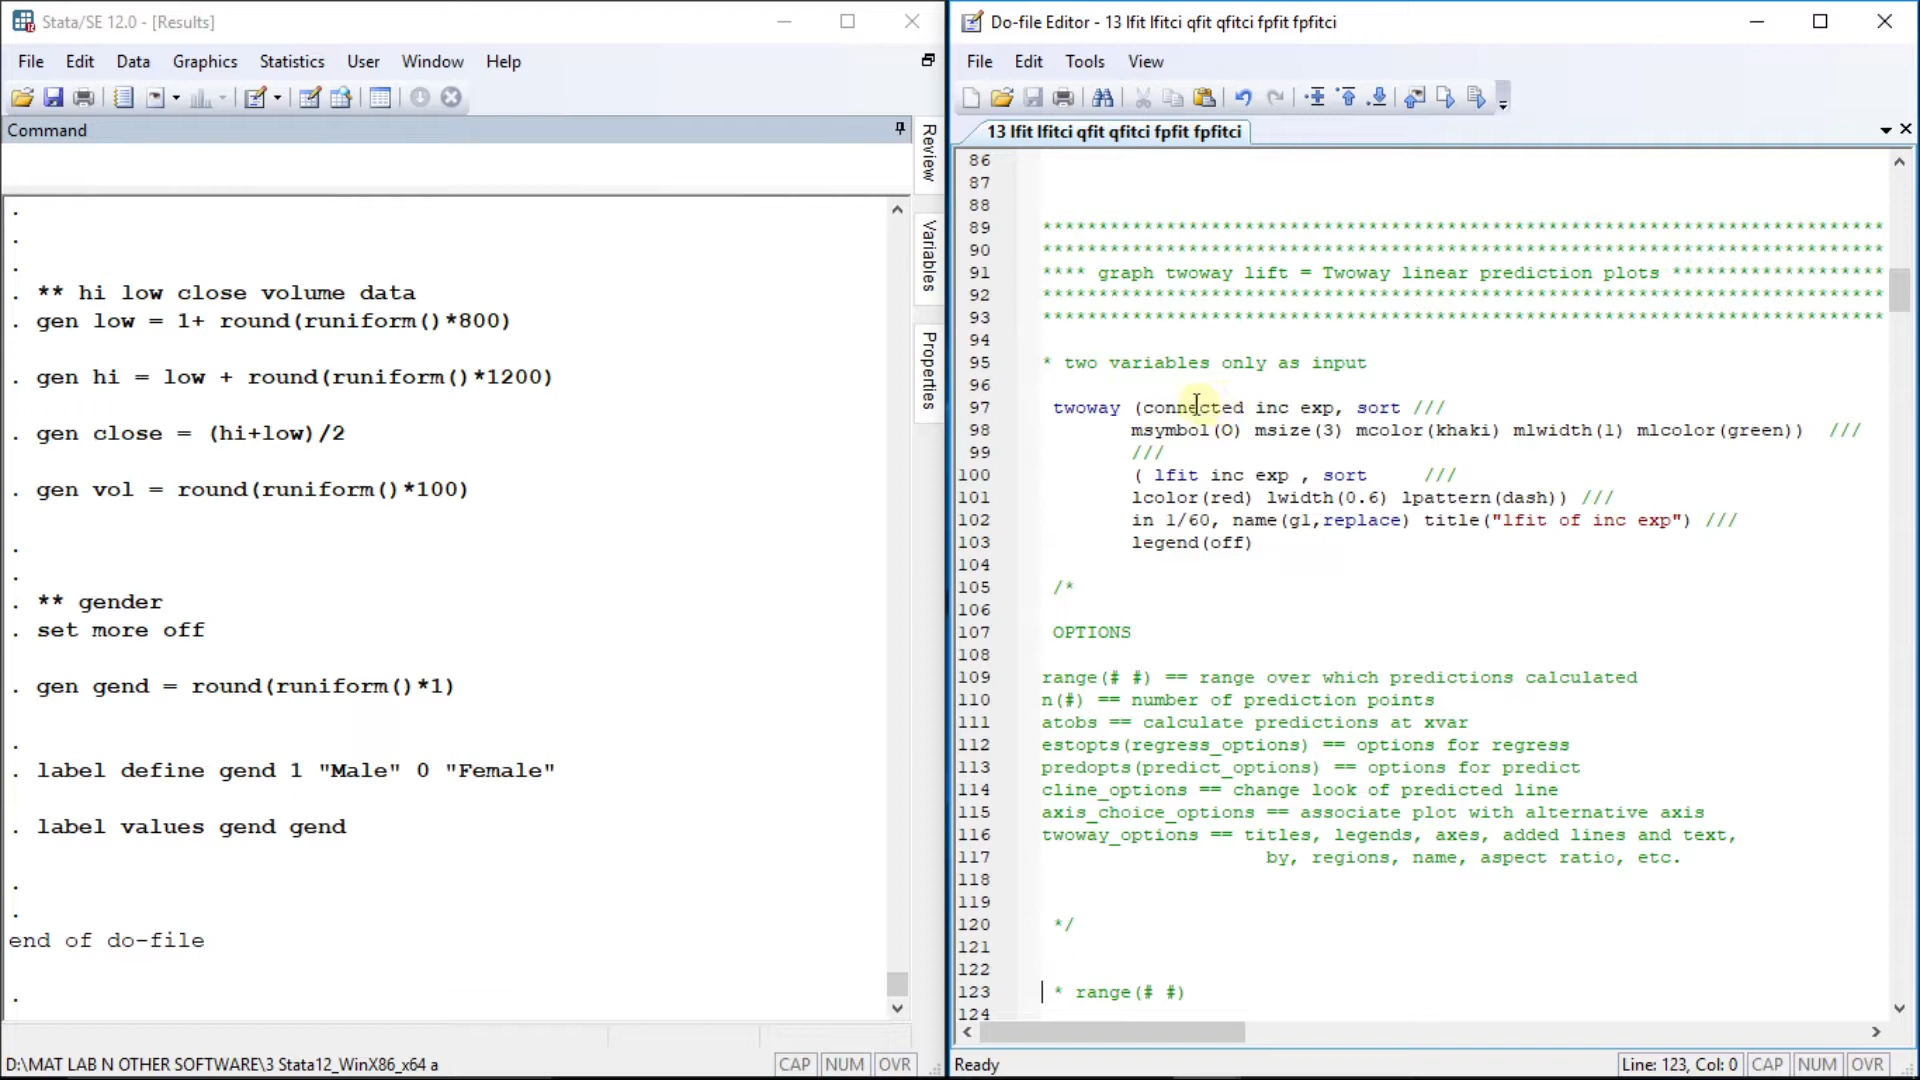 Stata/SE 12.0 - [Results]
File Edit Data Graphics Statistics User Window Help
Command
Review
Variables
Properties
.
.
.
. ** hi low close volume data
. gen low = 1+ round(runiform()*800)
. gen hi = low + round(runiform()*1200)
. gen close = (hi+low)/2
. gen vol = round(runiform()*100)
.
.
. ** gender
. set more off
. gen gend = round(runiform()*1)
.
. label define gend 1 "Male" 0 "Female"
. label values gend gend
.
.
end of do-file
.
D:\MAT LAB N OTHER SOFTWARE\3 Stata12_WinX86_x64 a
CAP NUM OVR
Do-file Editor - 13 lfit lfitci qfit qfitci fpfit fpfitci
File Edit Tools View
13 lfit lfitci qfit qfitci fpfit fpfitci
86
87
88
89 ***************************************************************************
90 ***************************************************************************
91 **** graph twoway lift = Twoway linear prediction plots *******************
92 ***************************************************************************
93 ***************************************************************************
94
95 * two variables only as input
96
97 twoway (connected inc exp, sort ///
98 msymbol(O) msize(3) mcolor(khaki) mlwidth(1) mlcolor(green)) ///
99 ///
100 ( lfit inc exp , sort ///
101 lcolor(red) lwidth(0.6) lpattern(dash)) ///
102 in 1/60, name(g1,replace) title("lfit of inc exp") ///
103 legend(off)
104
105 /*
106
107 OPTIONS
108
109 range(# #) == range over which predictions calculated
110 n(#) == number of prediction points
111 atobs == calculate predictions at xvar
112 estopts(regress_options) == options for regress
113 predopts(predict_options) == options for predict
114 cline_options == change look of predicted line
115 axis_choice_options == associate plot with alternative axis
116 twoway_options == titles, legends, axes, added lines and text,
117 by, regions, name, aspect ratio, etc.
118
119
120 */
121
122
123 * range(# #)
124
Ready
Line: 123, Col: 0 CAP NUM OVR